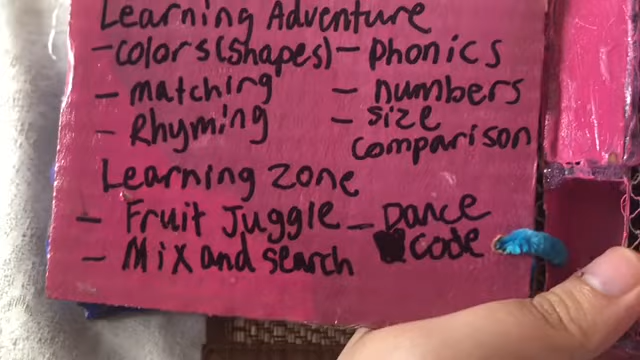 Learning Adventure
- colors(shapes) - Phonics
- matching - numbers
- Rhyming - size comparison
Learning zone
- Fruit Juggle - Dance code
- Mix and search